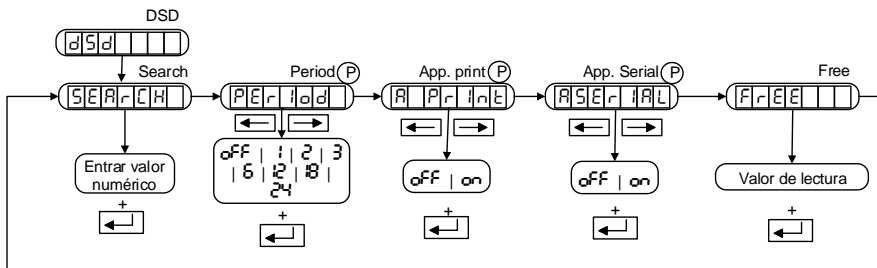 DSD
dSd
Search
Period P
App. print P
App. Serial P
Free
SEArCH
PErIod
A PrInt
ASErIAL
FrEE
Entrar valor
numérico
oFF | 1 | 2 | 3
| 6 | 12 | 18 |
24
oFF | on
oFF | on
Valor de lectura
+
+
+
+
+